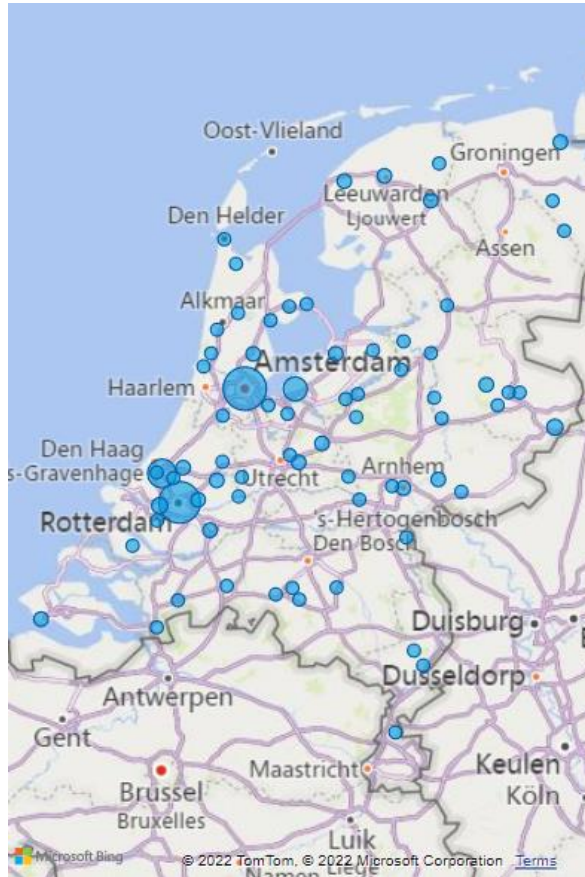 Oost-Vlieland
Groningen
Leeuwarden
Ljouwert
Den Helder
Assen
Alkmaar
Amsterdam
Haarlem
Den Haag
s-Gravenhage
Utrecht
Arnhem
Rotterdam
's-Hertogenbosch
Den Bosch
Duisburg
Dusseldorp
Antwerpen
Gent
Maastricht
Keulen
Köln
Brussel
Bruxelles
Luik
Liège
Namen
Microsoft Bing
© 2022 TomTom, © 2022 Microsoft Corporation Terms